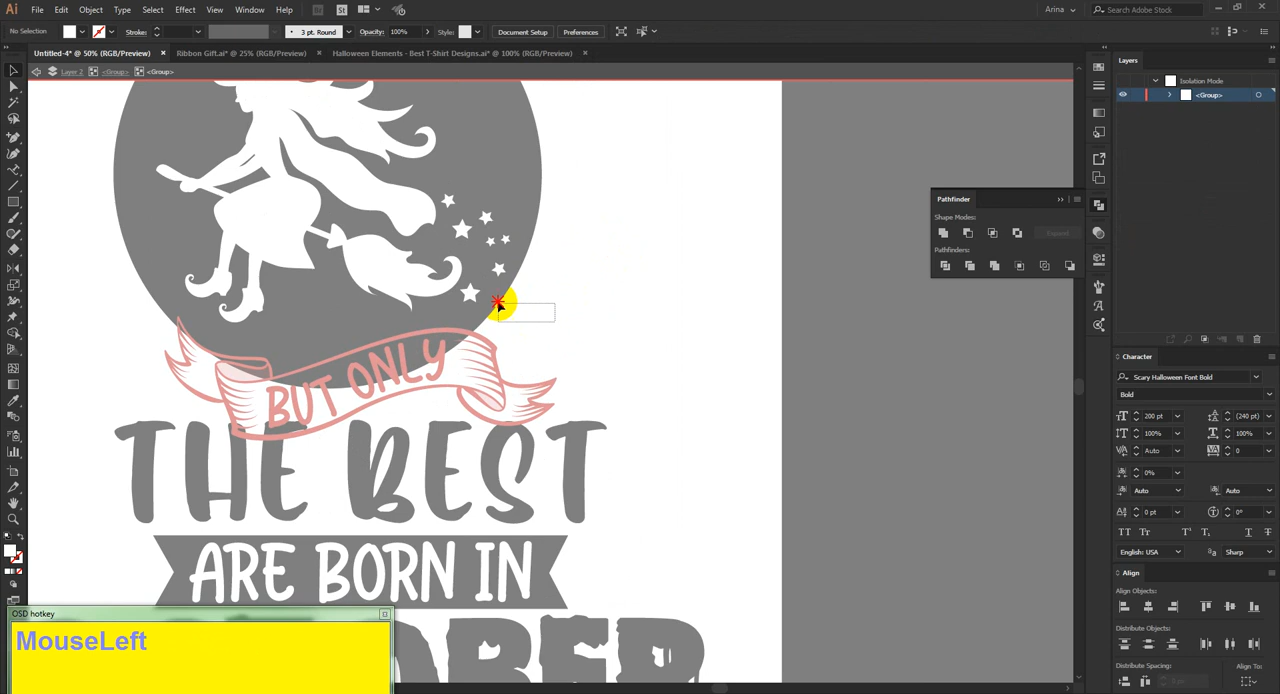 Ai File Edit Object Type Select Effect View Window Help Br St Arina Search Adobe Stock
No Selection Stroke: 3 pt. Round Opacity: 100% Style: Document Setup Preferences
Untitled-4* @ 50% (RGB/Preview) × Ribbon Gift.ai* @ 25% (RGB/Preview) × Halloween Elements - Best T-Shirt Designs.ai* @ 100% (RGB/Preview) ×
Layer 2 <Group> <Group>
Layers
Isolation Mode
<Group>
Pathfinder
Shape Modes:
Expand
Pathfinders:
BUT ONLY
THE BEST
ARE BORN IN
Character
Scary Halloween Font Bold
Bold
200 pt (240 pt)
100% 100%
Auto 0
0%
Auto Auto
0 pt 0°
English: USA Sharp
Align
Align Objects:
Distribute Objects:
Distribute Spacing: Align To:
OSD hotkey
MouseLeft